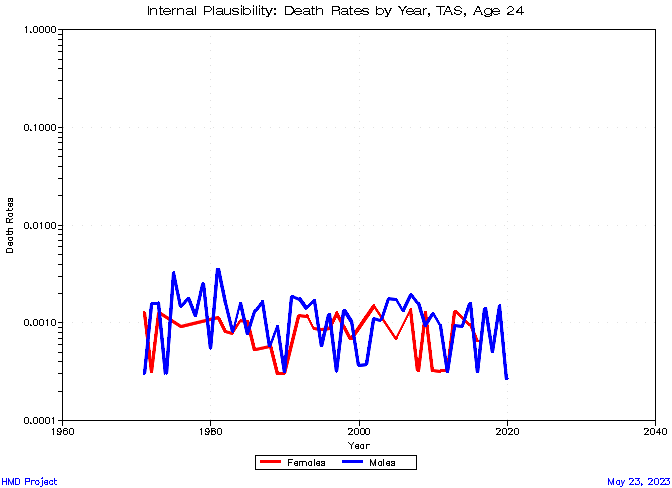 Internal Plausibility: Death Rates by Year, TAS, Age 24
1.0000
0.1000
0.0100
0.0010
0.0001
Death Rates
1960 1980 2000 2020 2040
Year
Females Males
HMD Project May 23, 2023